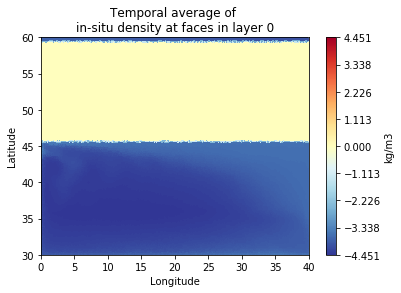 Temporal average of
in-situ density at faces in layer 0
60
55
50
45
40
35
30
Latitude
0 5 10 15 20 25 30 35 40
Longitude
4.451
3.338
2.226
1.113
0.000
−1.113
−2.226
−3.338
−4.451
kg/m3